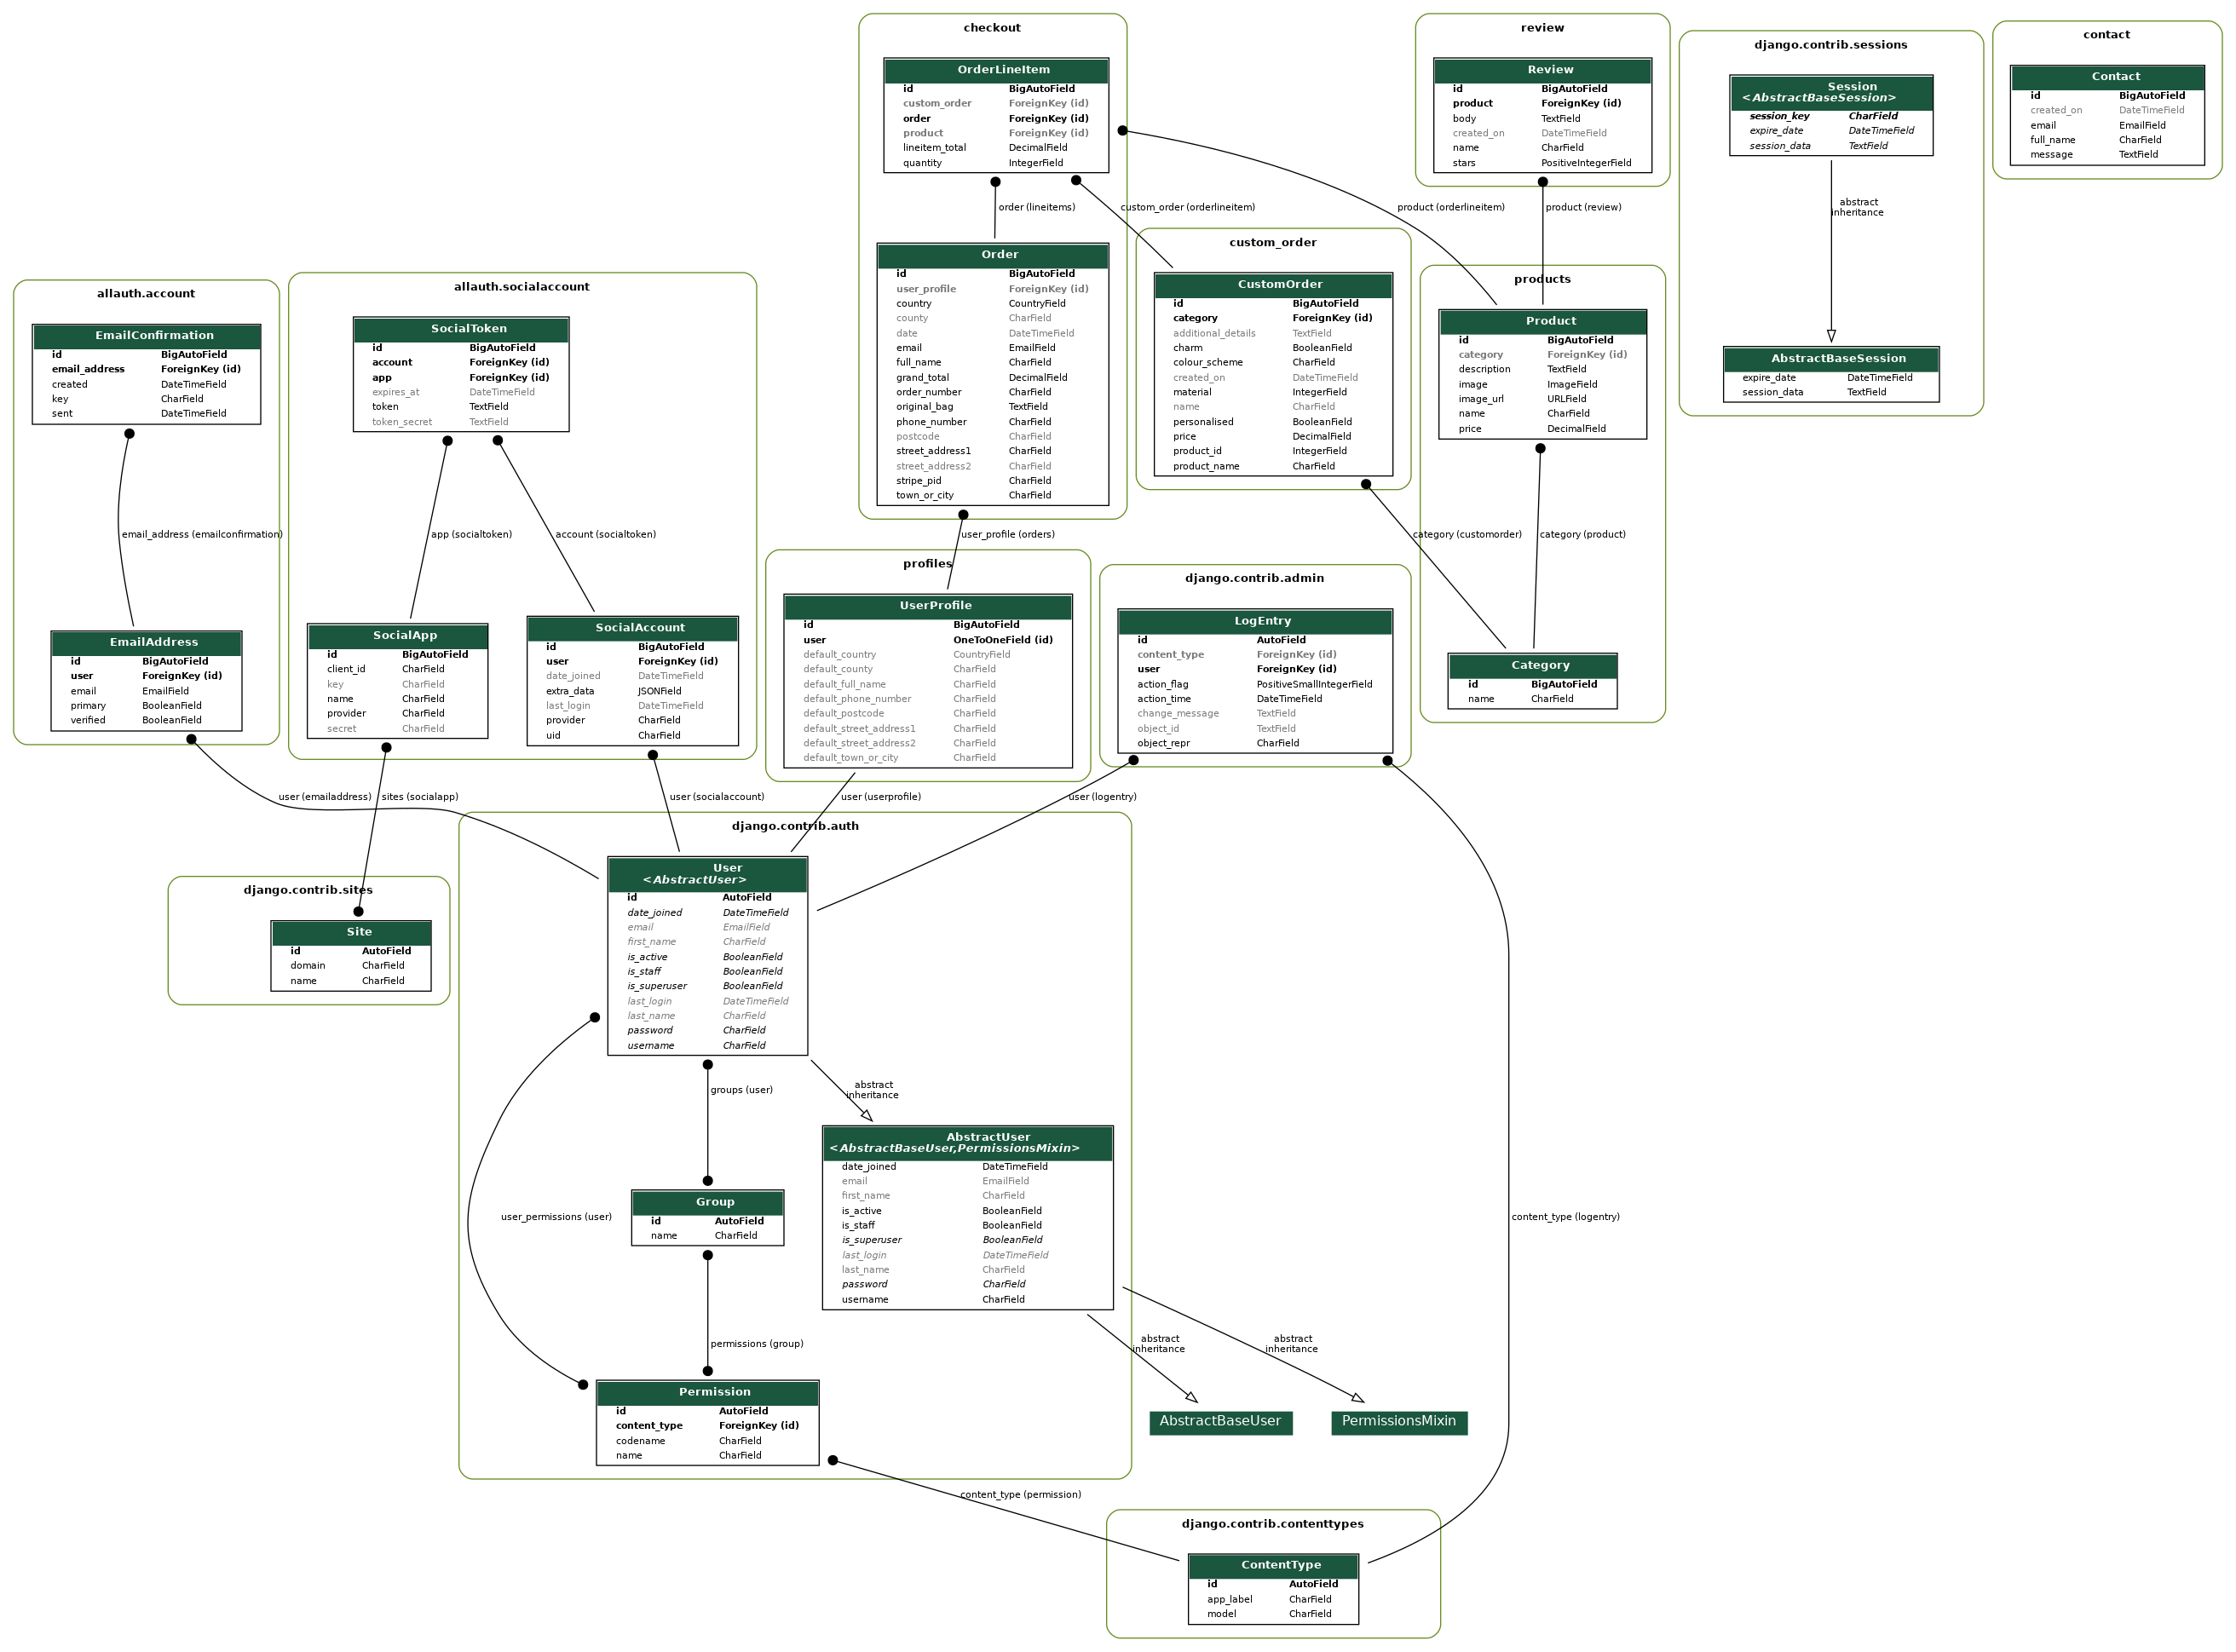 checkout
OrderLineItem
id BigAutoField
custom_order ForeignKey (id)
order ForeignKey (id)
product ForeignKey (id)
lineitem_total DecimalField
quantity IntegerField
order (lineitems)
custom_order (orderlineitem)
product (orderlineitem)
Order
id BigAutoField
user_profile ForeignKey (id)
country CountryField
county CharField
date DateTimeField
email EmailField
full_name CharField
grand_total DecimalField
order_number CharField
original_bag TextField
phone_number CharField
postcode CharField
street_address1 CharField
street_address2 CharField
stripe_pid CharField
town_or_city CharField
user_profile (orders)
review
Review
id BigAutoField
product ForeignKey (id)
body TextField
created_on DateTimeField
name CharField
stars PositiveIntegerField
product (review)
django.contrib.sessions
Session
<AbstractBaseSession>
session_key CharField
expire_date DateTimeField
session_data TextField
abstract
inheritance
AbstractBaseSession
expire_date DateTimeField
session_data TextField
contact
Contact
id BigAutoField
created_on DateTimeField
email EmailField
full_name CharField
message TextField
custom_order
CustomOrder
id BigAutoField
category ForeignKey (id)
additional_details TextField
charm BooleanField
colour_scheme CharField
created_on DateTimeField
material IntegerField
name CharField
personalised BooleanField
price DecimalField
product_id IntegerField
product_name CharField
category (customorder)
products
Product
id BigAutoField
category ForeignKey (id)
description TextField
image ImageField
image_url URLField
name CharField
price DecimalField
category (product)
Category
id BigAutoField
name CharField
allauth.account
EmailConfirmation
id BigAutoField
email_address ForeignKey (id)
created DateTimeField
key CharField
sent DateTimeField
email_address (emailconfirmation)
EmailAddress
id BigAutoField
user ForeignKey (id)
email EmailField
primary BooleanField
verified BooleanField
user (emailaddress)
allauth.socialaccount
SocialToken
id BigAutoField
account ForeignKey (id)
app ForeignKey (id)
expires_at DateTimeField
token TextField
token_secret TextField
app (socialtoken)
account (socialtoken)
SocialApp
id BigAutoField
client_id CharField
key CharField
name CharField
provider CharField
secret CharField
sites (socialapp)
SocialAccount
id BigAutoField
user ForeignKey (id)
date_joined DateTimeField
extra_data JSONField
last_login DateTimeField
provider CharField
uid CharField
user (socialaccount)
profiles
UserProfile
id BigAutoField
user OneToOneField (id)
default_country CountryField
default_county CharField
default_full_name CharField
default_phone_number CharField
default_postcode CharField
default_street_address1 CharField
default_street_address2 CharField
default_town_or_city CharField
user (userprofile)
django.contrib.admin
LogEntry
id AutoField
content_type ForeignKey (id)
user ForeignKey (id)
action_flag PositiveSmallIntegerField
action_time DateTimeField
change_message TextField
object_id TextField
object_repr CharField
user (logentry)
content_type (logentry)
django.contrib.sites
Site
id AutoField
domain CharField
name CharField
django.contrib.auth
User
<AbstractUser>
id AutoField
date_joined DateTimeField
email EmailField
first_name CharField
is_active BooleanField
is_staff BooleanField
is_superuser BooleanField
last_login DateTimeField
last_name CharField
password CharField
username CharField
groups (user)
user_permissions (user)
abstract
inheritance
Group
id AutoField
name CharField
permissions (group)
AbstractUser
<AbstractBaseUser,PermissionsMixin>
date_joined DateTimeField
email EmailField
first_name CharField
is_active BooleanField
is_staff BooleanField
is_superuser BooleanField
last_login DateTimeField
last_name CharField
password CharField
username CharField
abstract
inheritance
abstract
inheritance
AbstractBaseUser
PermissionsMixin
Permission
id AutoField
content_type ForeignKey (id)
codename CharField
name CharField
content_type (permission)
django.contrib.contenttypes
ContentType
id AutoField
app_label CharField
model CharField